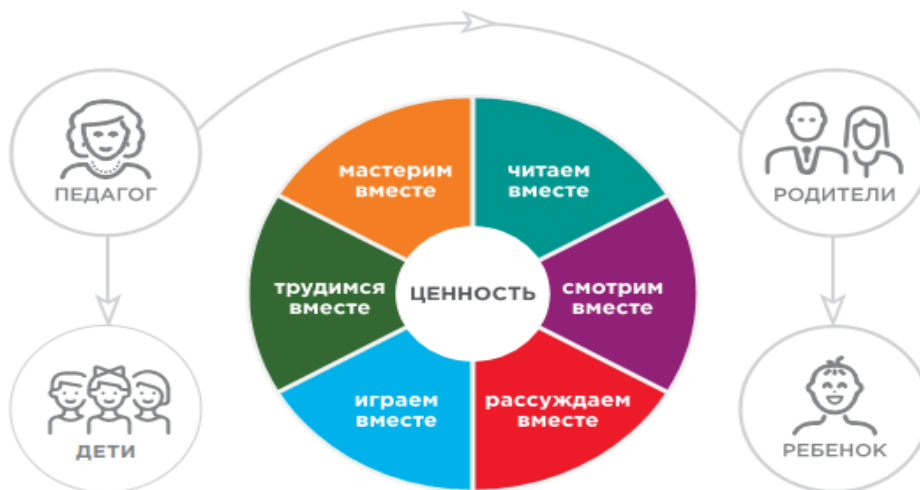 ПЕДАГОГ
РОДИТЕЛИ
мастерим
вместе
читаем
вместе
трудимся
вместе
ЦЕННОСТЬ
смотрим
вместе
играем
вместе
рассуждаем
вместе
ДЕТИ
РЕБЕНОК